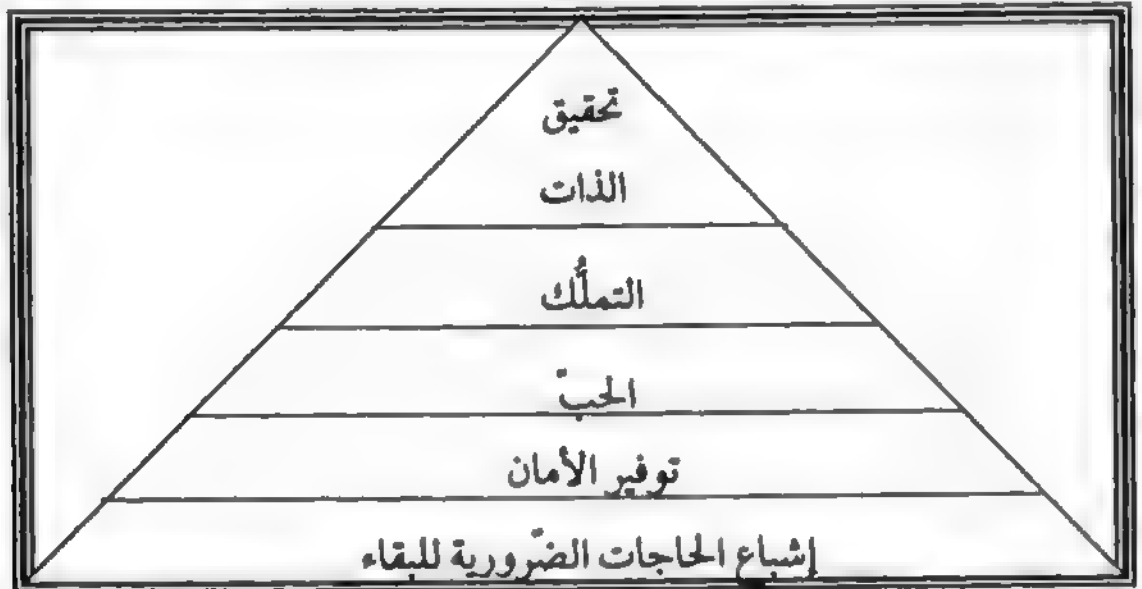 تحقيق
الذات
التملُّك
الحبّ
توفير الأمان
إشباع الحاجات الضّرورية للبقاء